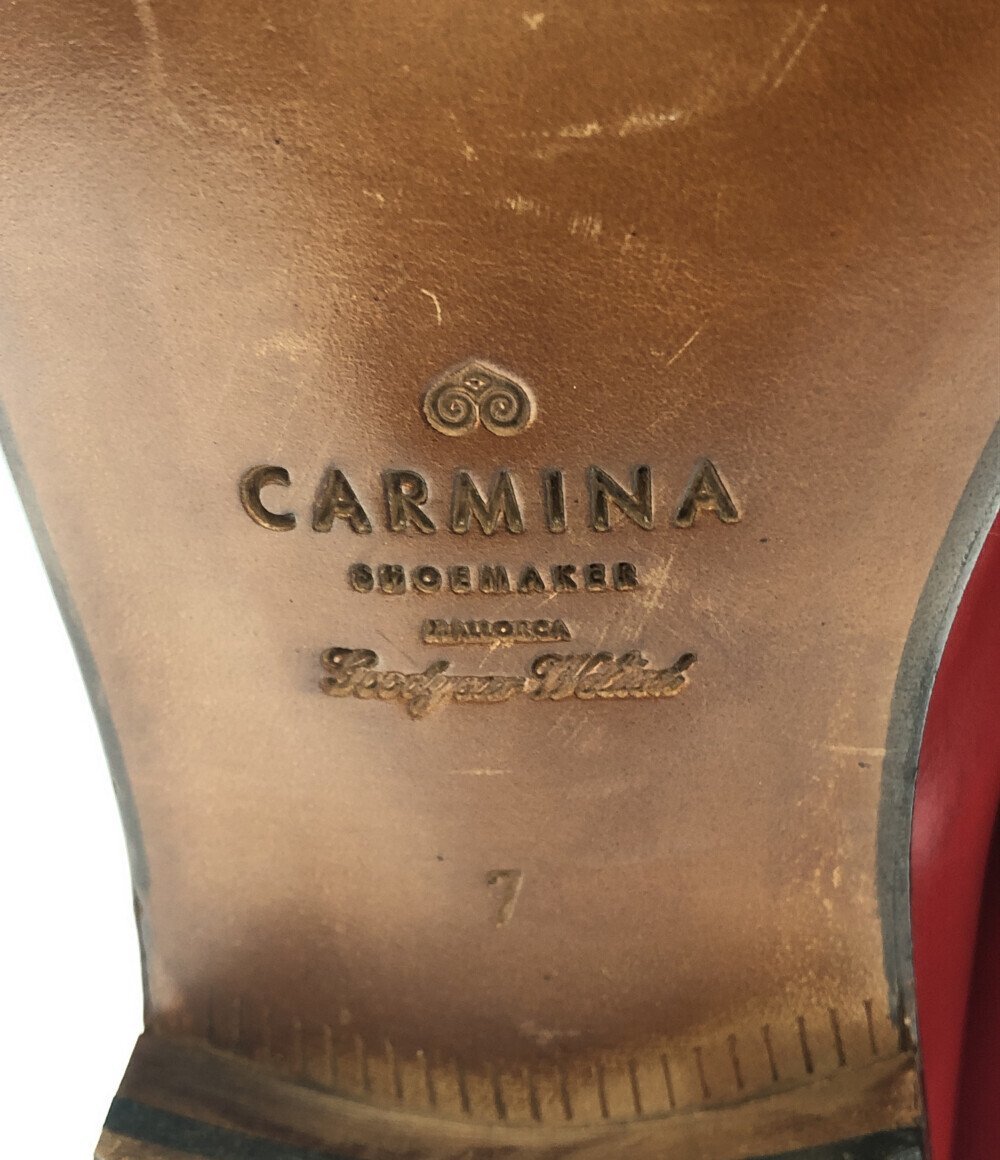 CARMINA
SHOEMAKER
MALLORCA
Goodyear Welted
7